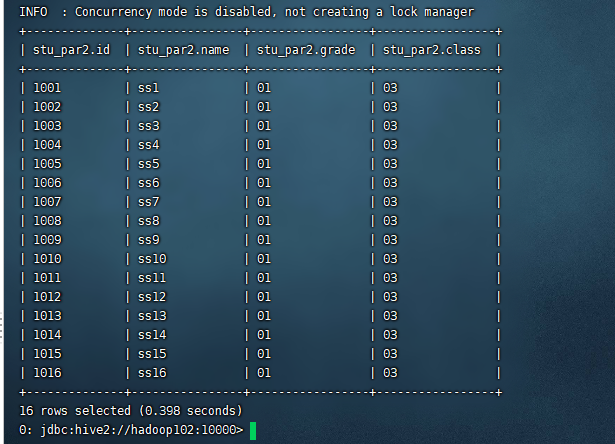 INFO  : Concurrency mode is disabled, not creating a lock manager
+--------------+----------------+-----------------+-----------------+
| stu_par2.id  | stu_par2.name  | stu_par2.grade  | stu_par2.class  |
+--------------+----------------+-----------------+-----------------+
| 1001         | ss1            | 01              | 03              |
| 1002         | ss2            | 01              | 03              |
| 1003         | ss3            | 01              | 03              |
| 1004         | ss4            | 01              | 03              |
| 1005         | ss5            | 01              | 03              |
| 1006         | ss6            | 01              | 03              |
| 1007         | ss7            | 01              | 03              |
| 1008         | ss8            | 01              | 03              |
| 1009         | ss9            | 01              | 03              |
| 1010         | ss10           | 01              | 03              |
| 1011         | ss11           | 01              | 03              |
| 1012         | ss12           | 01              | 03              |
| 1013         | ss13           | 01              | 03              |
| 1014         | ss14           | 01              | 03              |
| 1015         | ss15           | 01              | 03              |
| 1016         | ss16           | 01              | 03              |
+--------------+----------------+-----------------+-----------------+
16 rows selected (0.398 seconds)
0: jdbc:hive2://hadoop102:10000>